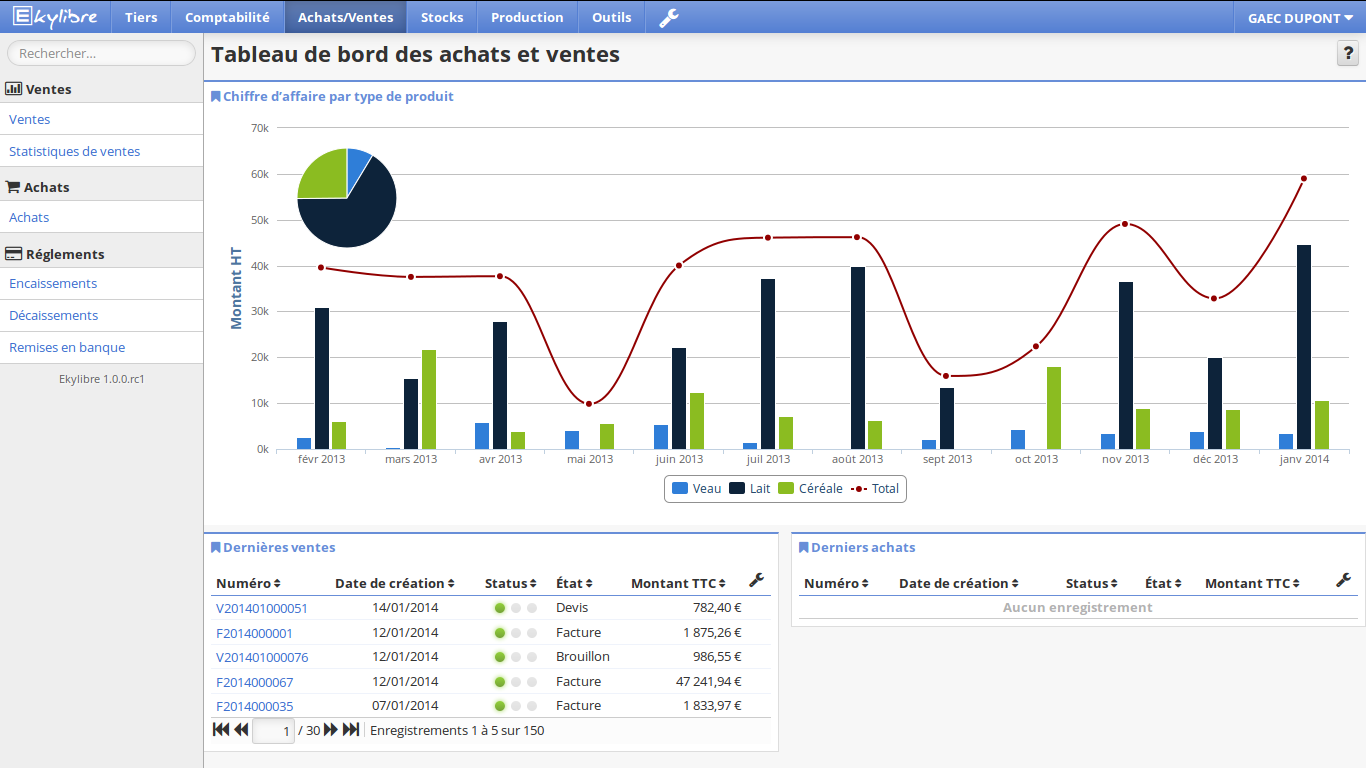 Ekylibre Tiers Comptabilité Achats/Ventes Stocks Production Outils GAEC DUPONT
Rechercher...
Ventes
Ventes
Statistiques de ventes
Achats
Achats
Réglements
Encaissements
Décaissements
Remises en banque
Ekylibre 1.0.0.rc1
Tableau de bord des achats et ventes ?
Chiffre d’affaire par type de produit
Montant HT
70k
60k
50k
40k
30k
20k
10k
0k
févr 2013 mars 2013 avr 2013 mai 2013 juin 2013 juil 2013 août 2013 sept 2013 oct 2013 nov 2013 déc 2013 janv 2014
Veau Lait Céréale Total
Dernières ventes
Numéro Date de création Status État Montant TTC
V201401000051 14/01/2014 Devis 782,40 €
F2014000001 12/01/2014 Facture 1 875,26 €
V201401000076 12/01/2014 Brouillon 986,55 €
F2014000067 12/01/2014 Facture 47 241,94 €
F2014000035 07/01/2014 Facture 1 833,97 €
1 / 30 Enregistrements 1 à 5 sur 150
Derniers achats
Numéro Date de création Status État Montant TTC
Aucun enregistrement